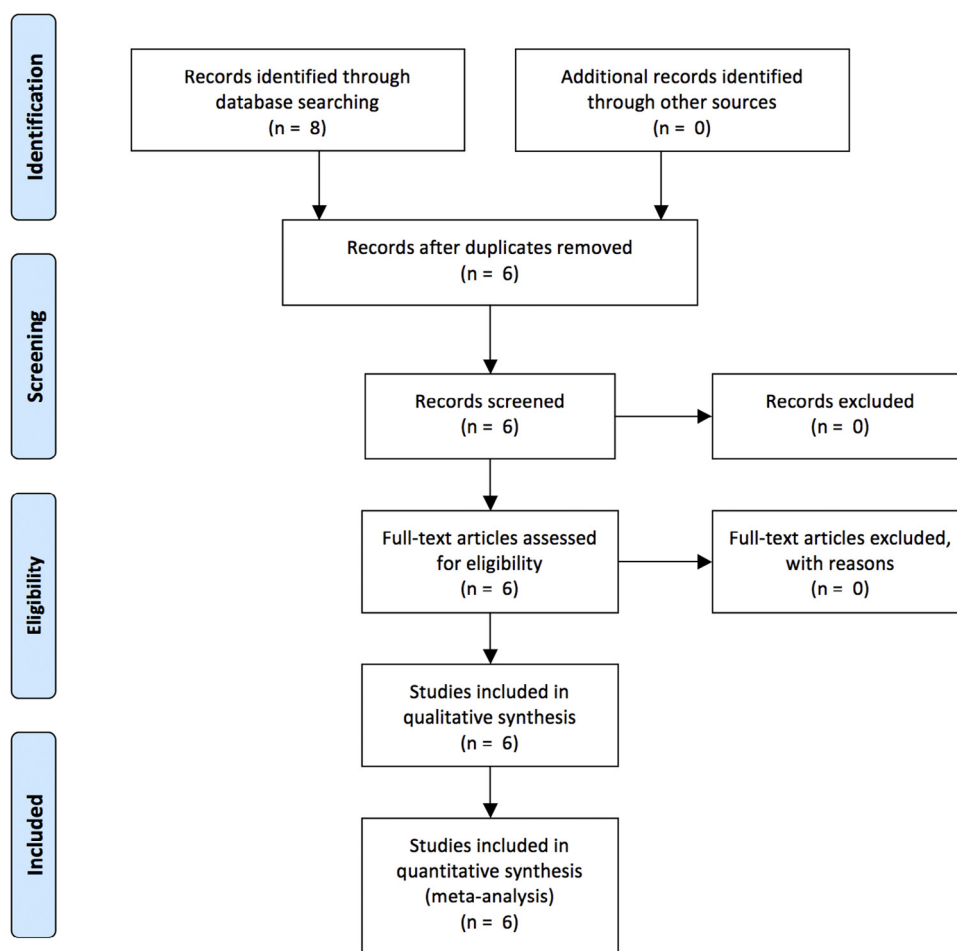 Identification
Records identified through
database searching
(n = 8)
Additional records identified
through other sources
(n = 0)
Records after duplicates removed
(n = 6)
Screening
Records screened
(n = 6)
Records excluded
(n = 0)
Eligibility
Full-text articles assessed
for eligibility
(n = 6)
Full-text articles excluded,
with reasons
(n = 0)
Studies included in
qualitative synthesis
(n = 6)
Included
Studies included in
quantitative synthesis
(meta-analysis)
(n = 6)